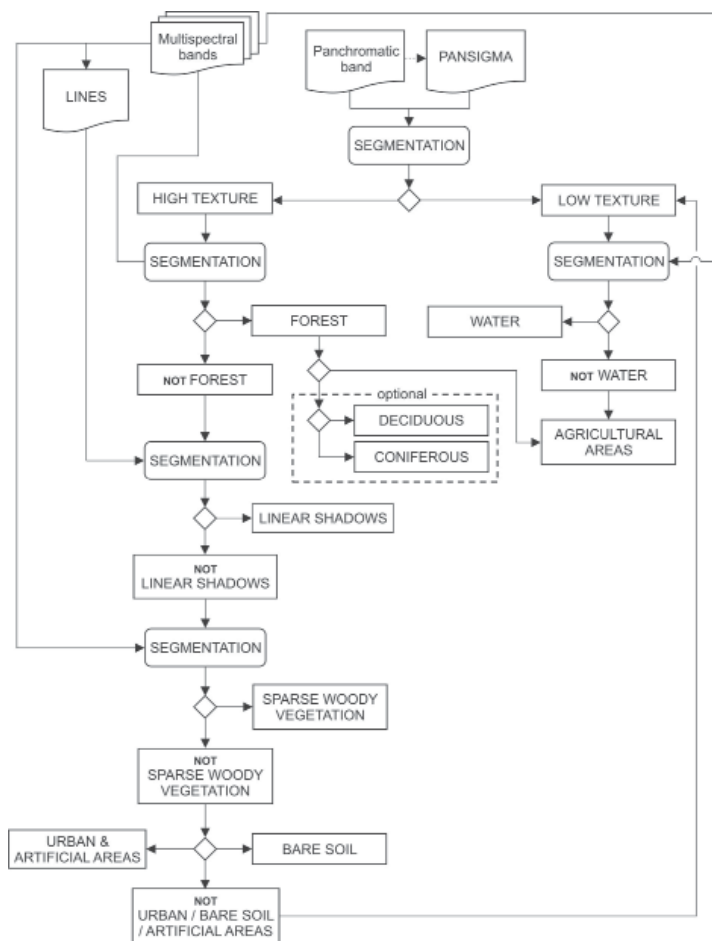 Multispectral
bands
Panchromatic
band
PANSIGMA
LINES
SEGMENTATION
HIGH TEXTURE
LOW TEXTURE
SEGMENTATION
SEGMENTATION
FOREST
WATER
NOT FOREST
NOT WATER
optional
DECIDUOUS
CONIFEROUS
AGRICULTURAL
AREAS
SEGMENTATION
LINEAR SHADOWS
NOT
LINEAR SHADOWS
SEGMENTATION
SPARSE WOODY
VEGETATION
NOT
SPARSE WOODY
VEGETATION
URBAN &
ARTIFICIAL AREAS
BARE SOIL
NOT
URBAN / BARE SOIL
/ ARTIFICIAL AREAS